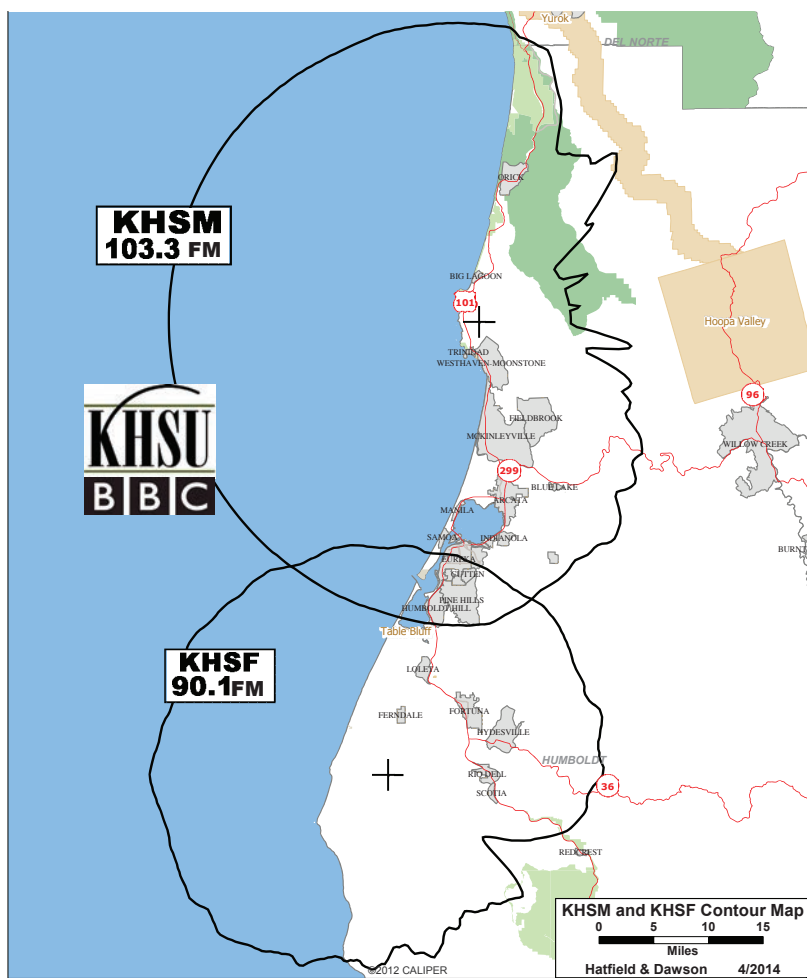 Yurok
DEL NORTE
ORICK
KHSM
103.3 FM
BIG LAGOON
101
Hoopa Valley
TRINIDAD
WESTHAVEN-MOONSTONE
96
KHSU
BBC
FIELDBROOK
MCKINLEYVILLE
WILLOW CREEK
299
BLUE LAKE
ARCATA
MANILA
SAMOA
INDIANOLA
EUREKA
BURNT
CUTTEN
PINE HILLS
HUMBOLDT HILL
Table Bluff
KHSF
90.1 FM
LOLETA
FERNDALE
FORTUNA
HYDESVILLE
HUMBOLDT
RIO DELL
36
SCOTIA
REDCREST
KHSM and KHSF Contour Map
0 5 10 15
Miles
Hatfield & Dawson 4/2014
©2012 CALIPER